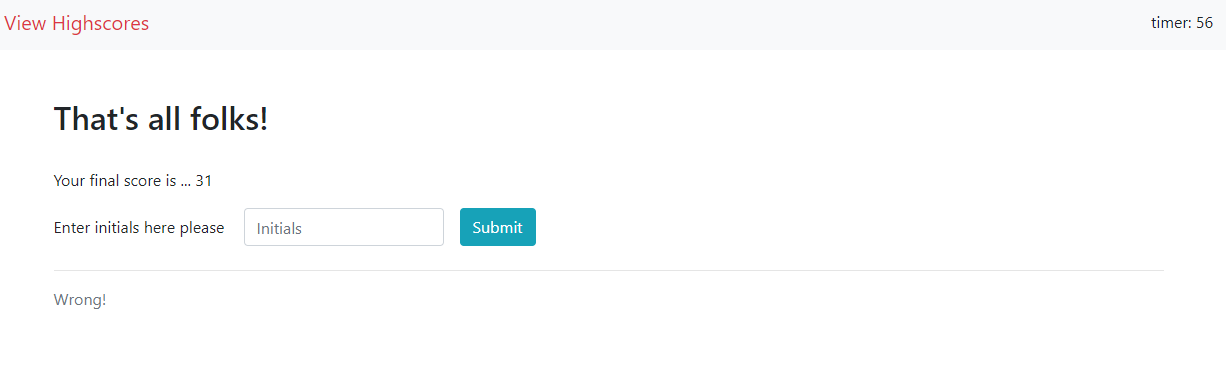 View Highscores
timer: 56
That's all folks!
Your final score is ... 31
Enter initials here please
Initials
Submit
Wrong!